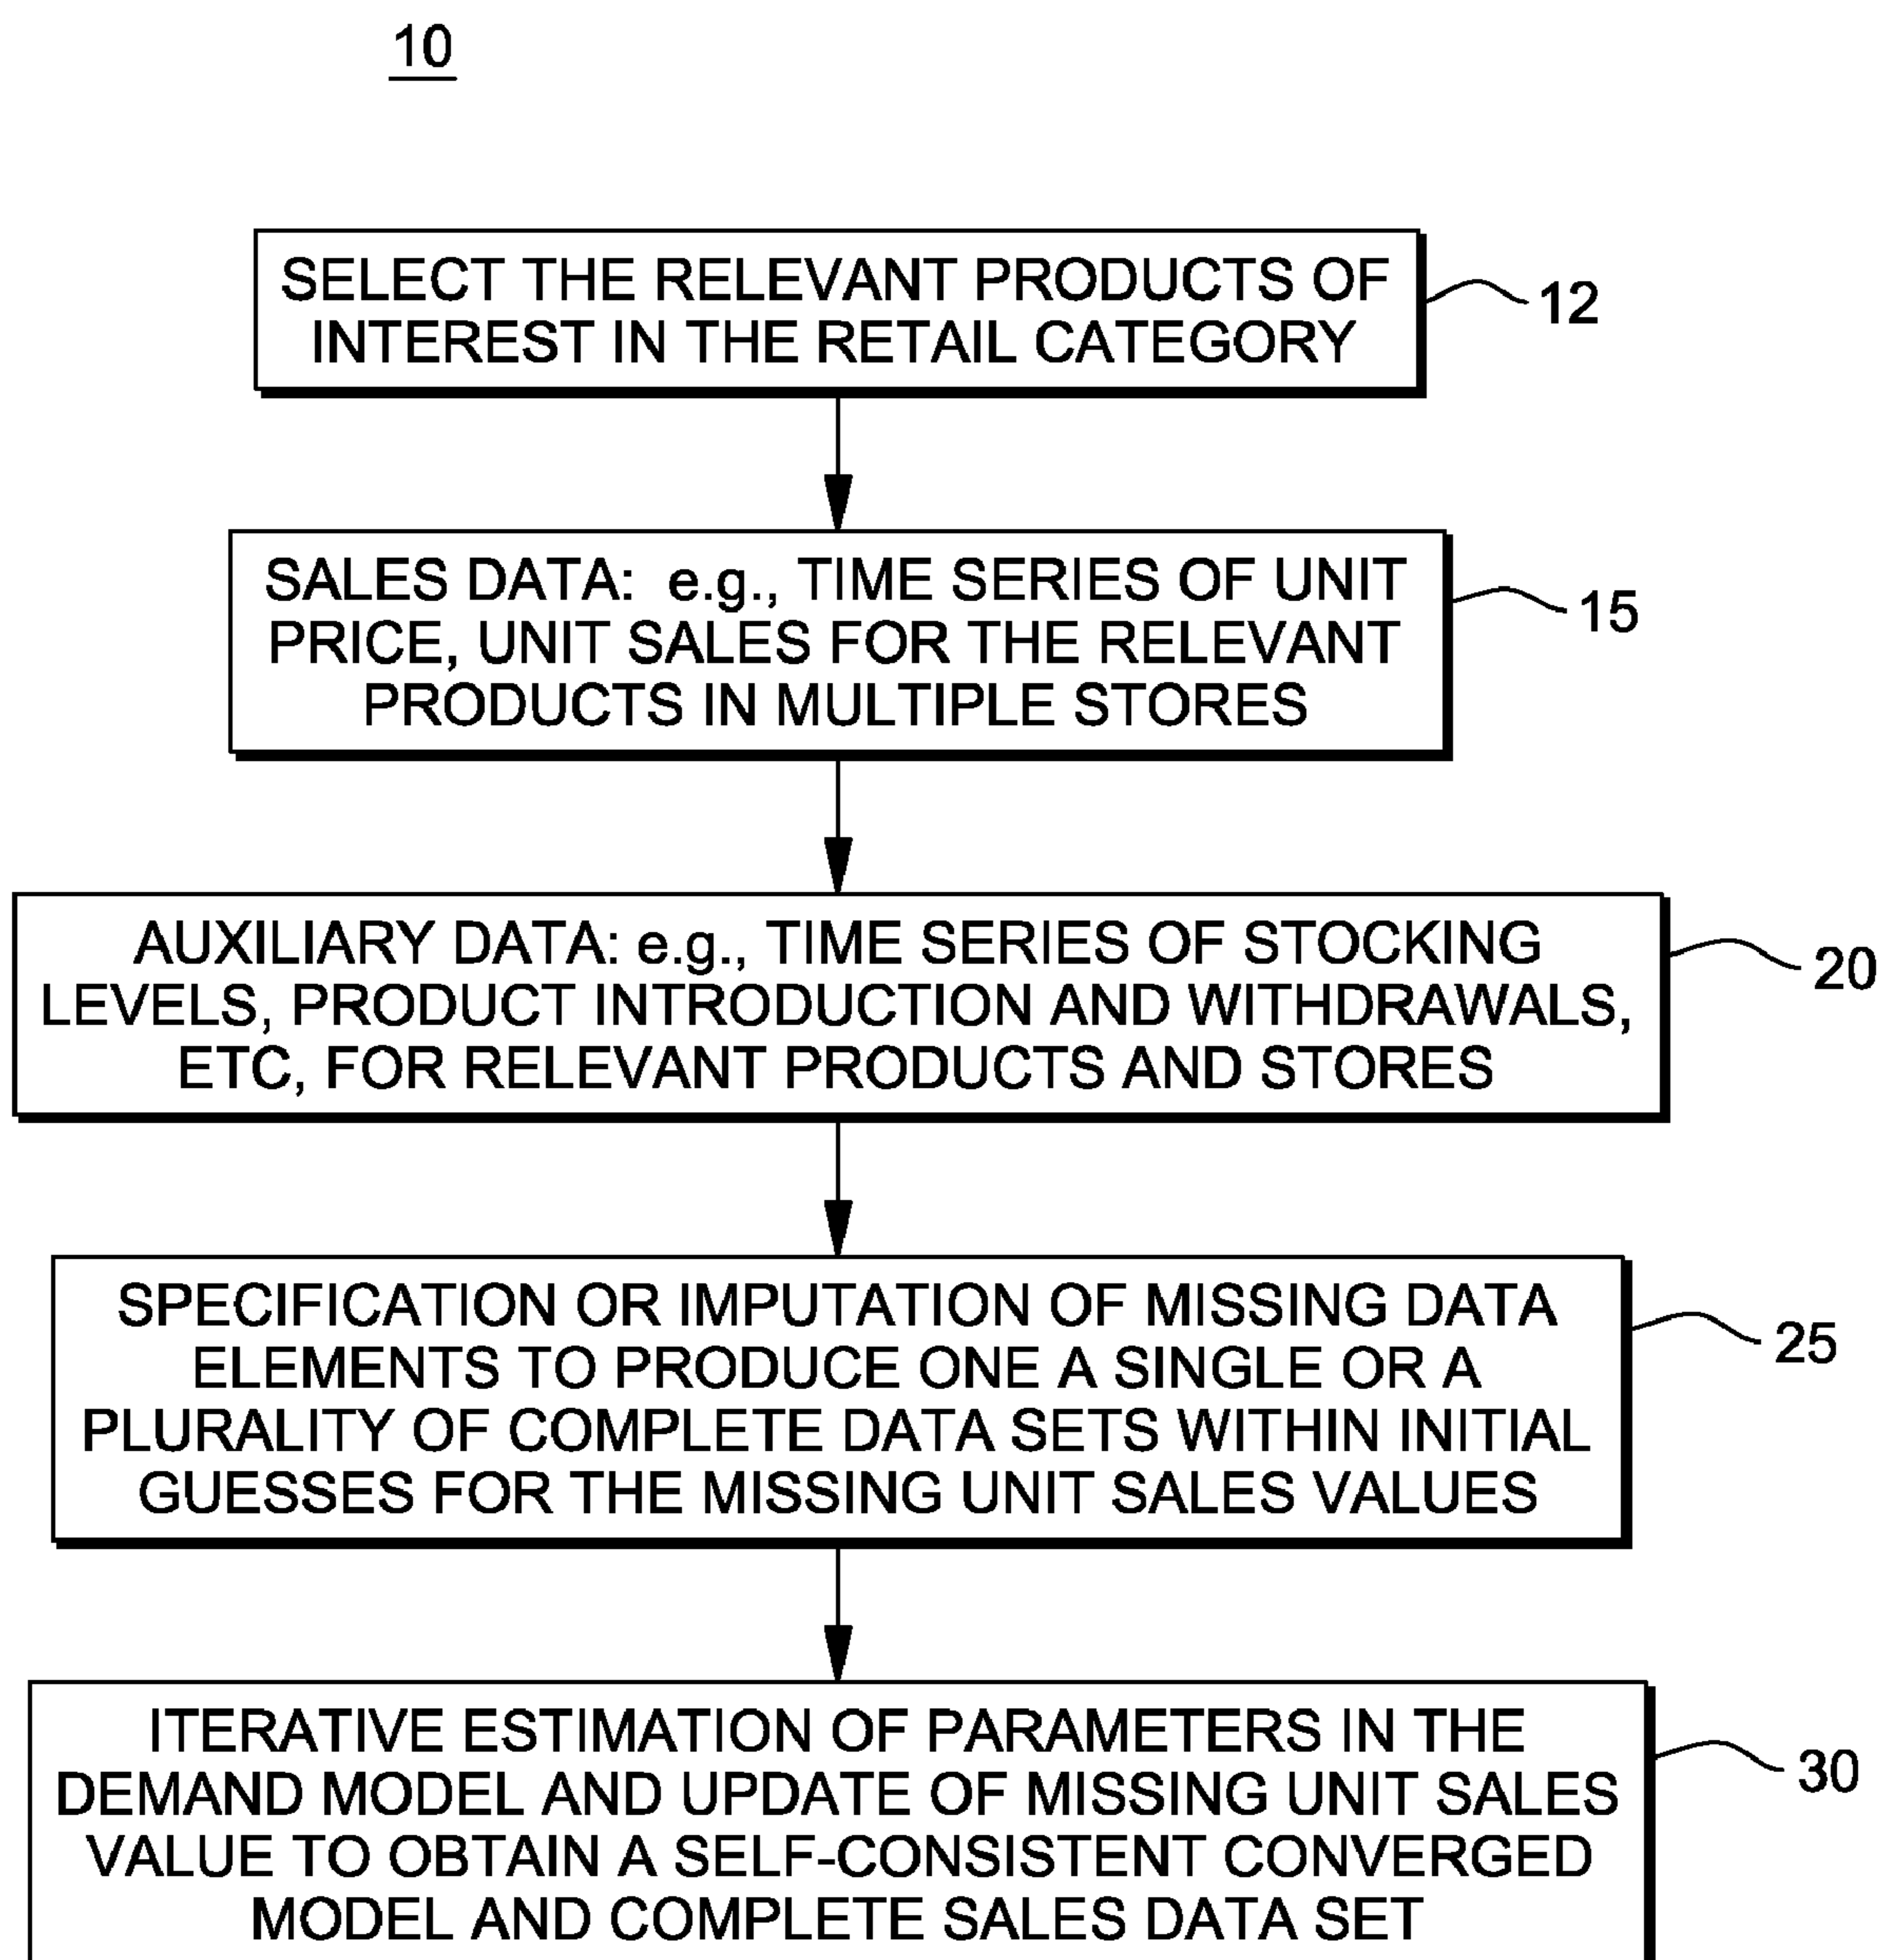 10
SELECT THE RELEVANT PRODUCTS OF
INTEREST IN THE RETAIL CATEGORY
12
SALES DATA: e.g., TIME SERIES OF UNIT
PRICE, UNIT SALES FOR THE RELEVANT
PRODUCTS IN MULTIPLE STORES
15
AUXILIARY DATA: e.g., TIME SERIES OF STOCKING
LEVELS, PRODUCT INTRODUCTION AND WITHDRAWALS,
ETC, FOR RELEVANT PRODUCTS AND STORES
20
SPECIFICATION OR IMPUTATION OF MISSING DATA
ELEMENTS TO PRODUCE ONE A SINGLE OR A
PLURALITY OF COMPLETE DATA SETS WITHIN INITIAL
GUESSES FOR THE MISSING UNIT SALES VALUES
25
ITERATIVE ESTIMATION OF PARAMETERS IN THE
DEMAND MODEL AND UPDATE OF MISSING UNIT SALES
VALUE TO OBTAIN A SELF-CONSISTENT CONVERGED
MODEL AND COMPLETE SALES DATA SET
30